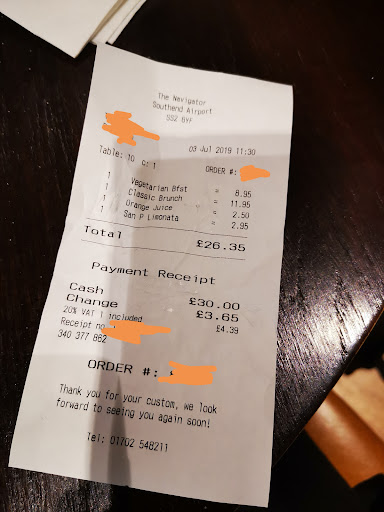 The Navigator
Southend Airport
SS2 6YF
03 Jul 2019 11:30
Table: 10 G: 1 ORDER #:
1 Vegetarian Bfst = 8.95
1 Classic Brunch = 11.95
1 Orange Juice = 2.50
1 San P Limonata = 2.95
Total £26.35
Payment Receipt
Cash £30.00
Change £3.65
20% VAT 1 included £4.39
Receipt no.
340 377 862
ORDER #:
Thank you for your custom, we look
forward to seeing you again soon!
Tel: 01702 548211